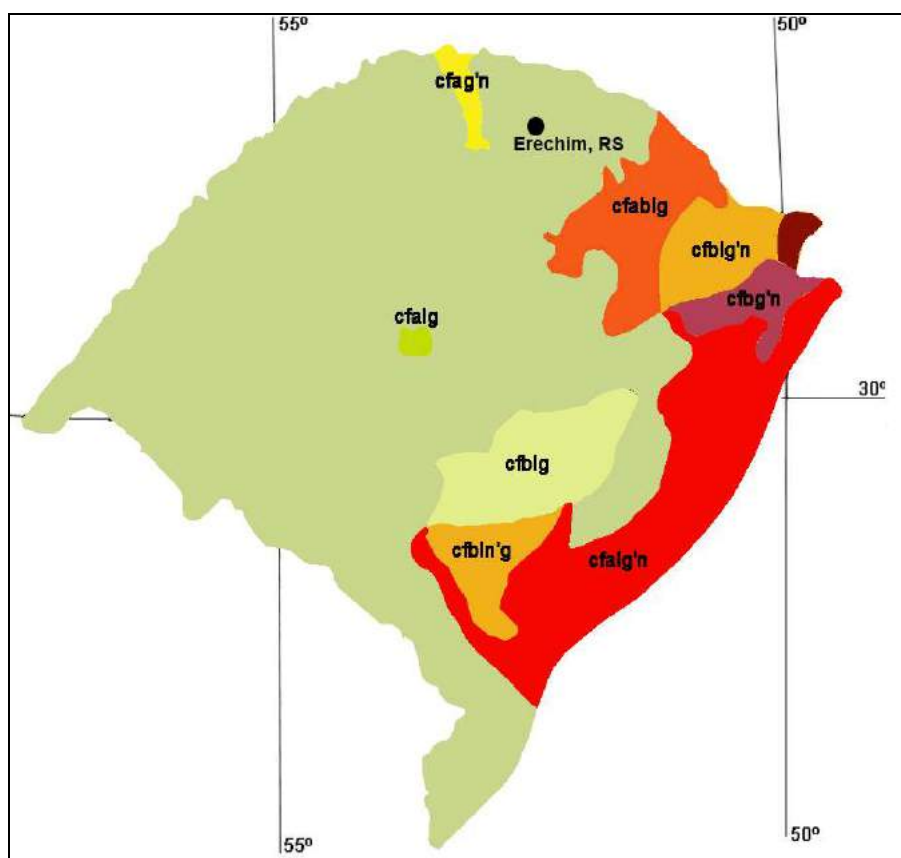 55º
50º
cfag'n
Erechim, RS
cfablg
cfblg'n
cfbg'n
cfalg
30º
cfblg
cfbln'g
cfalg'n
50º
55º